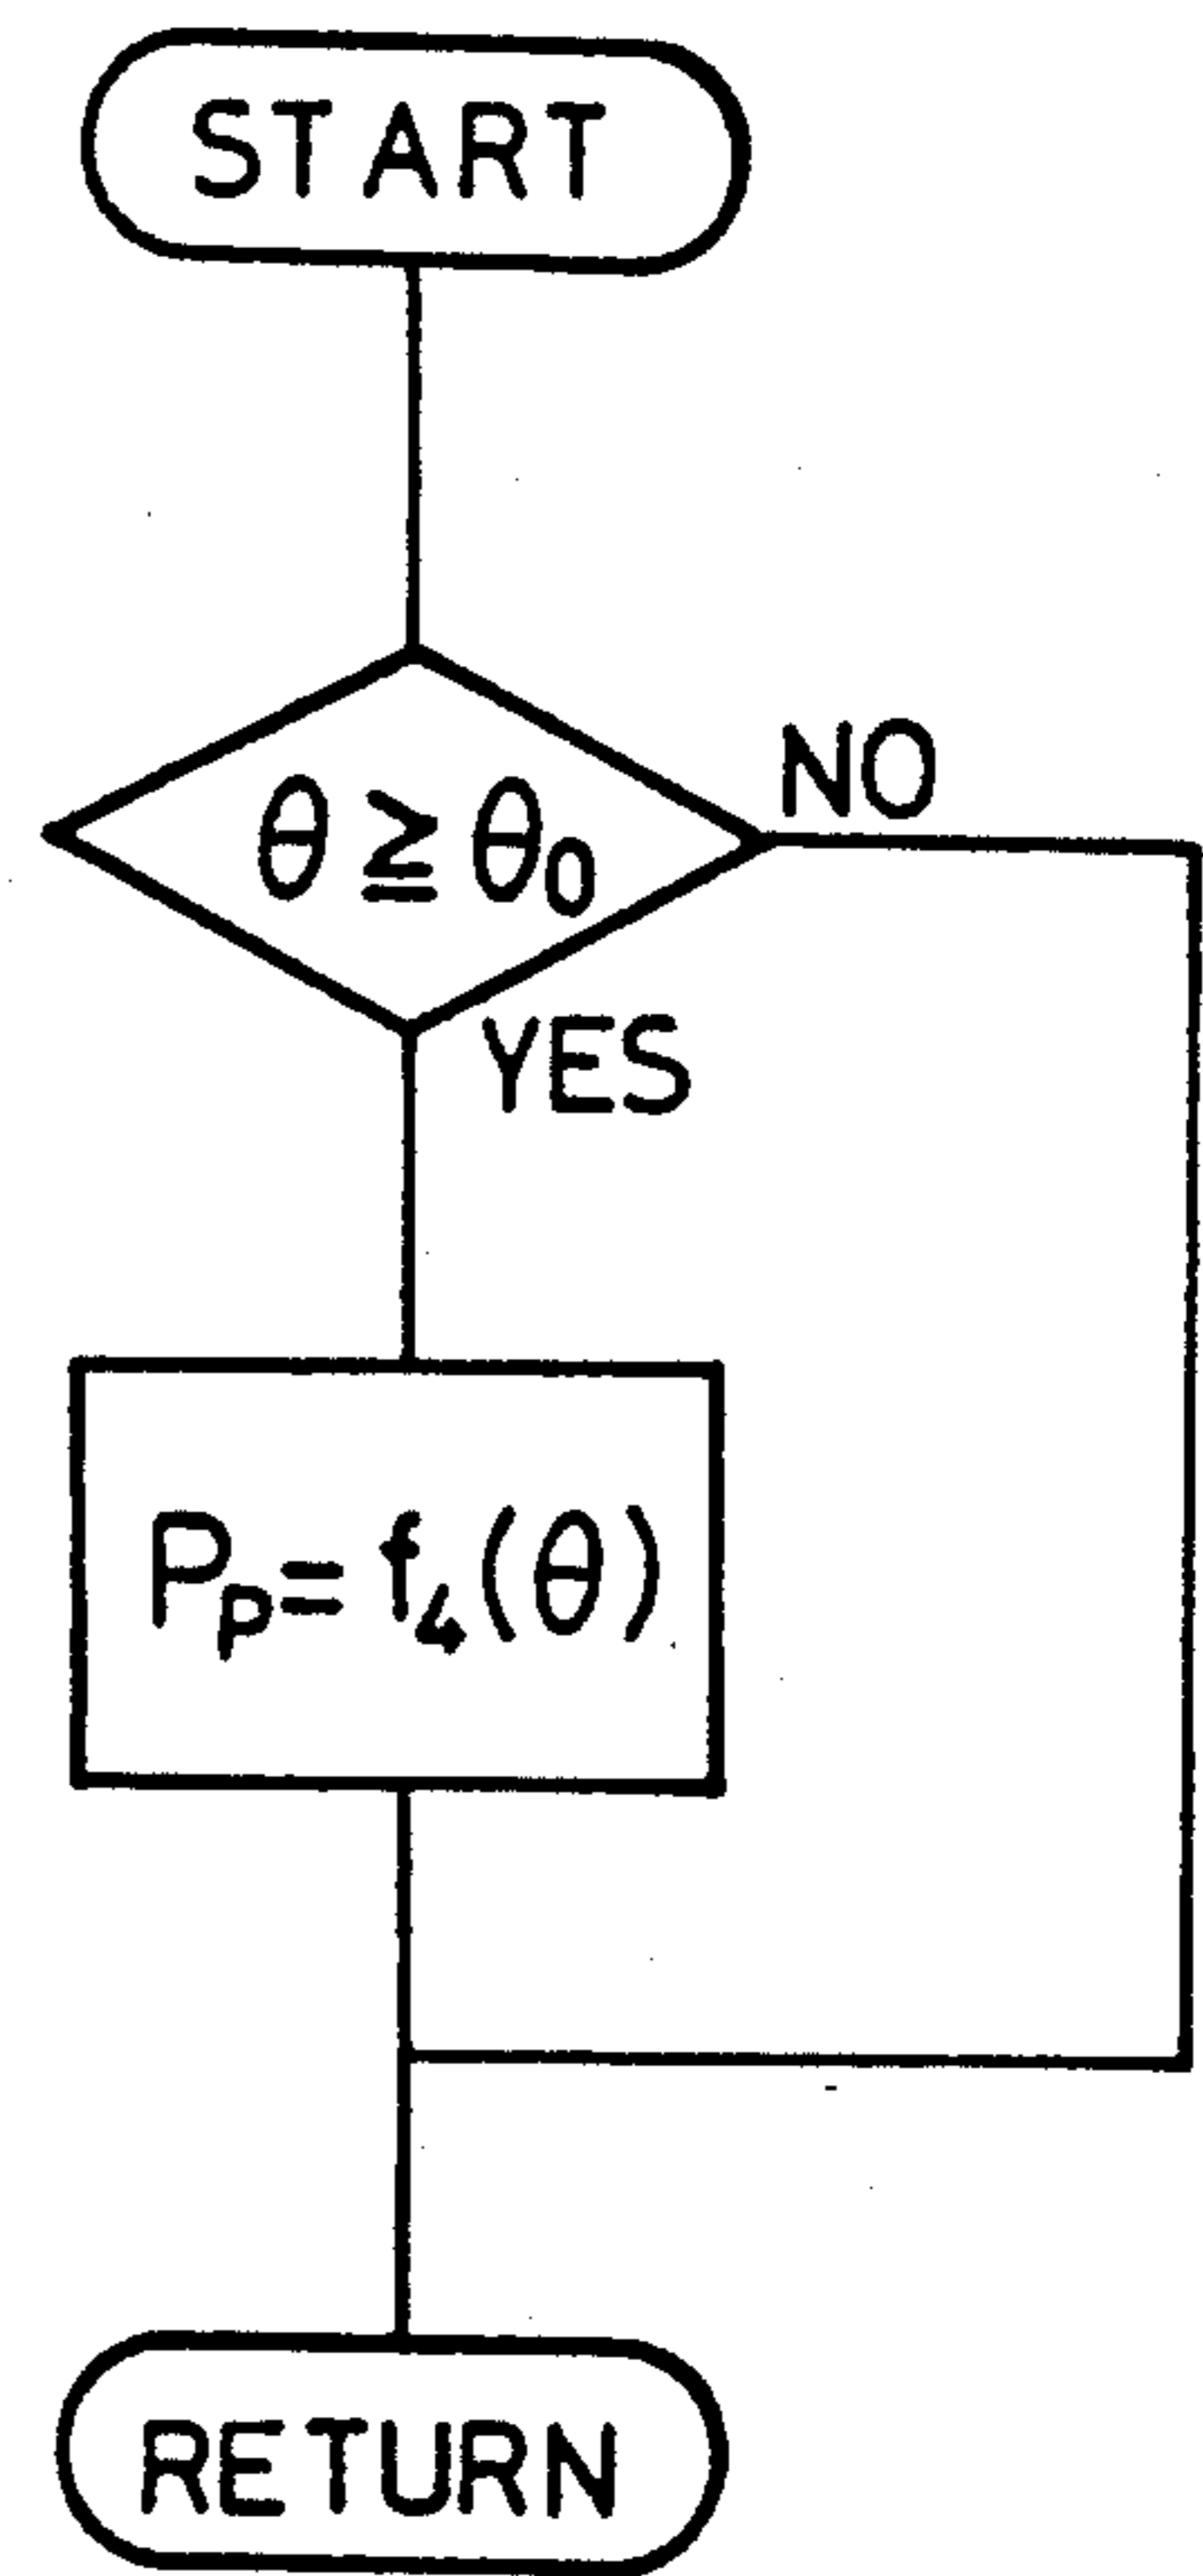 START
θ ≧ θ₀
NO
YES
Pₚ = f₄(θ)
RETURN